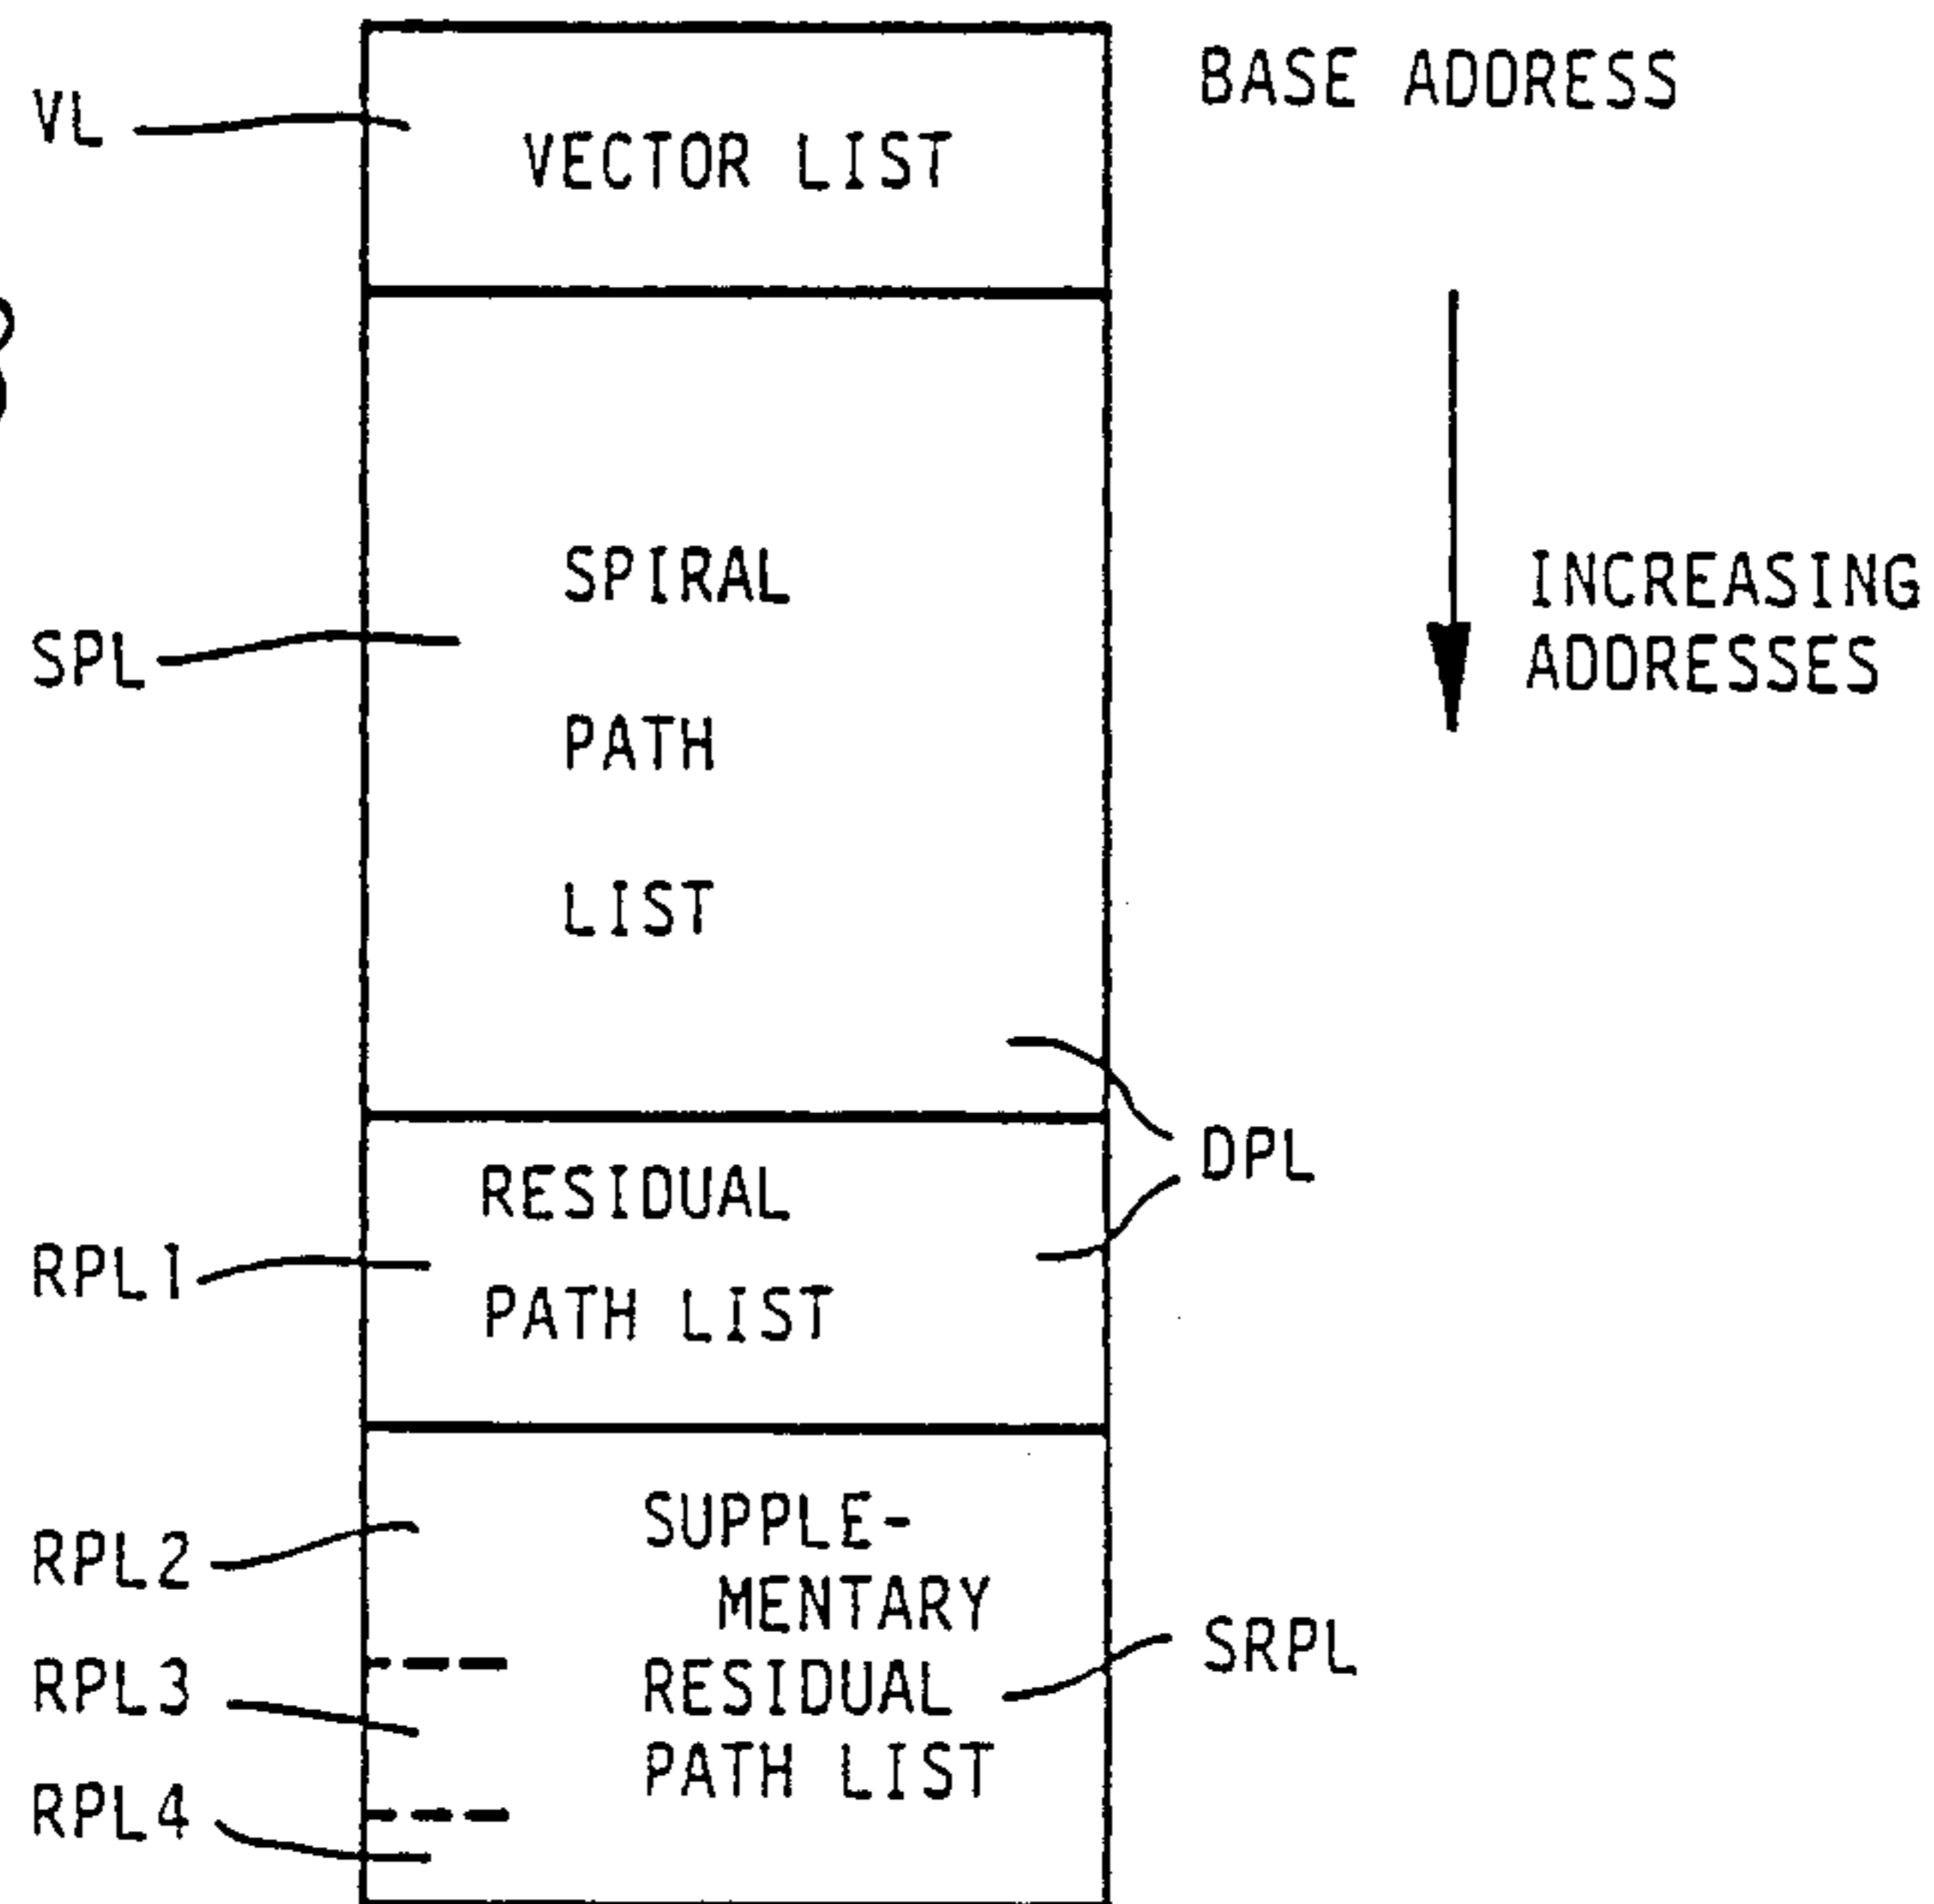 BASE ADDRESS
VL
VECTOR LIST
INCREASING
ADDRESSES
SPL
SPIRAL
PATH
LIST
DPL
RPL1
RESIDUAL
PATH LIST
RPL2
RPL3
RPL4
SUPPLE-
MENTARY
RESIDUAL
PATH LIST
SRPL